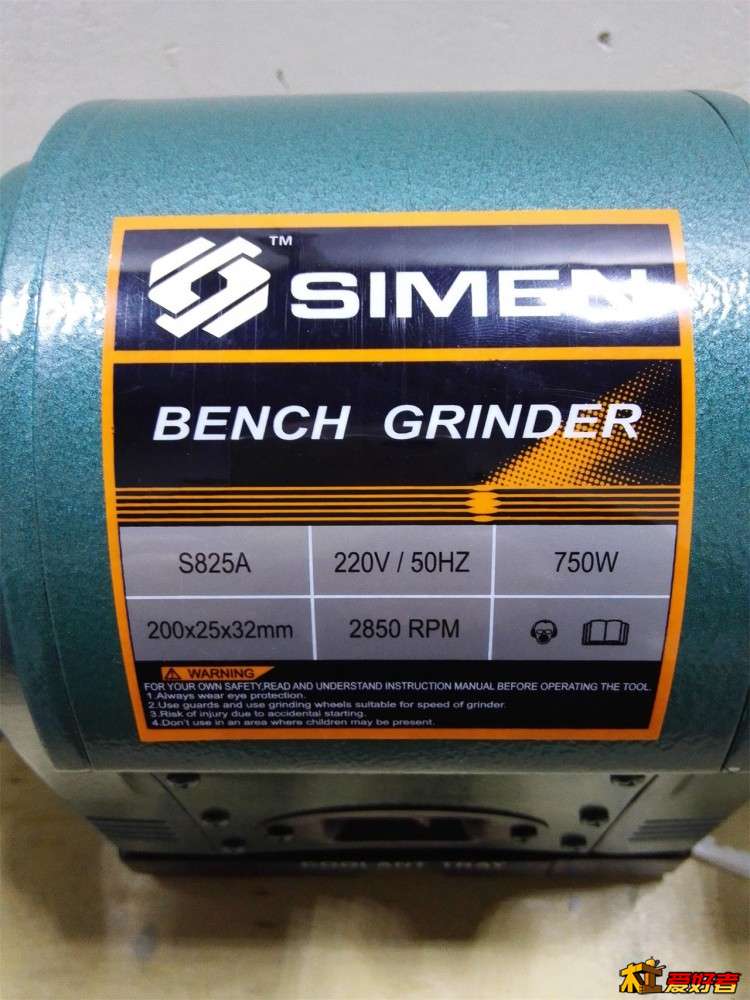 TM
SIMEN
BENCH GRINDER
S825A 220V / 50HZ 750W
200x25x32mm 2850 RPM
WARNING
FOR YOUR OWN SAFETY,READ AND UNDERSTAND INSTRUCTION MANUAL BEFORE OPERATING THE TOOL.
1.Always wear eye protection.
2.Use guards and use grinding wheels suitable for speed of grinder.
3.Risk of injury due to accidental starting.
4.Don't use in an area where children may be present.
COOLANT TRAY
爱好者